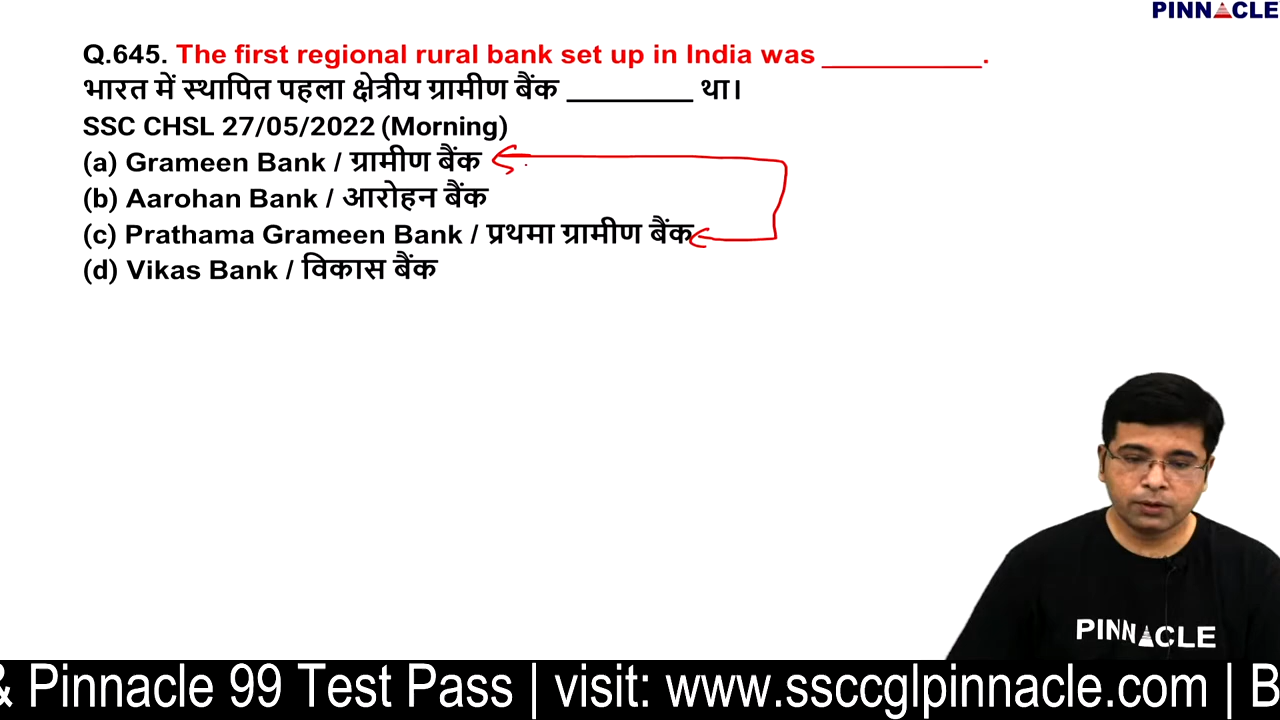 PINNACLE
Q.645. The first regional rural bank set up in India was ___________.
भारत में स्थापित पहला क्षेत्रीय ग्रामीण बैंक _________ था।
SSC CHSL 27/05/2022 (Morning)
(a) Grameen Bank / ग्रामीण बैंक
(b) Aarohan Bank / आरोहन बैंक
(c) Prathama Grameen Bank / प्रथमा ग्रामीण बैंक
(d) Vikas Bank / विकास बैंक
PINNACLE
& Pinnacle 99 Test Pass | visit: www.ssccglpinnacle.com | B